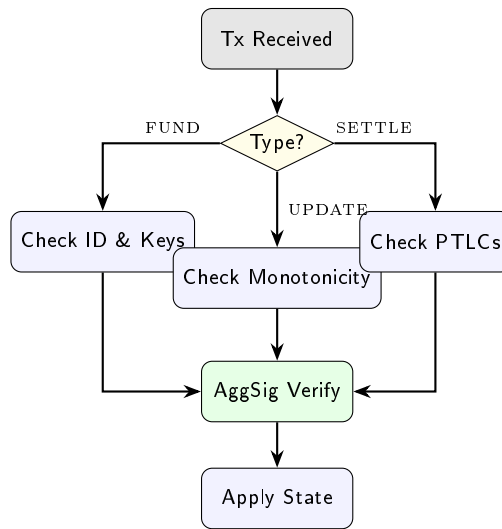 Tx Received
Type?
FUND
SETTLE
UPDATE
Check ID & Keys
Check Monotonicity
Check PTLCs
AggSig Verify
Apply State